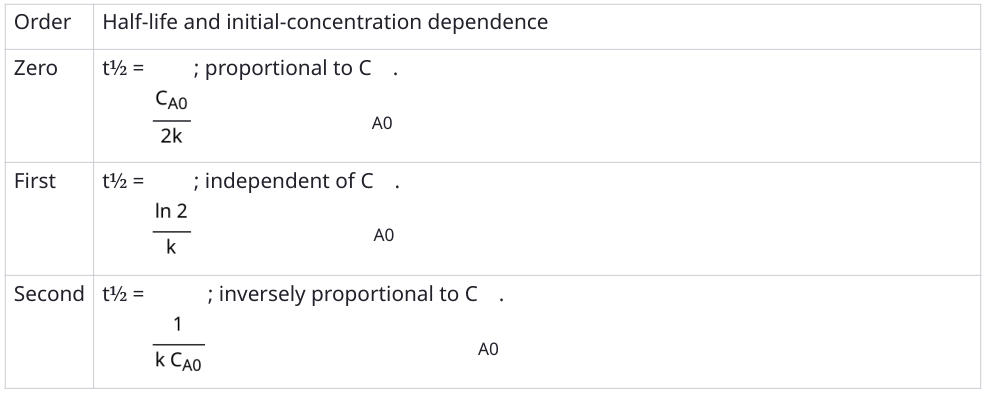 Order Half-life and initial-concentration dependence
Zero t½ = C_A0 / 2k ; proportional to C_A0.
First t½ = ln 2 / k ; independent of C_A0.
Second t½ = 1 / k C_A0 ; inversely proportional to C_A0.